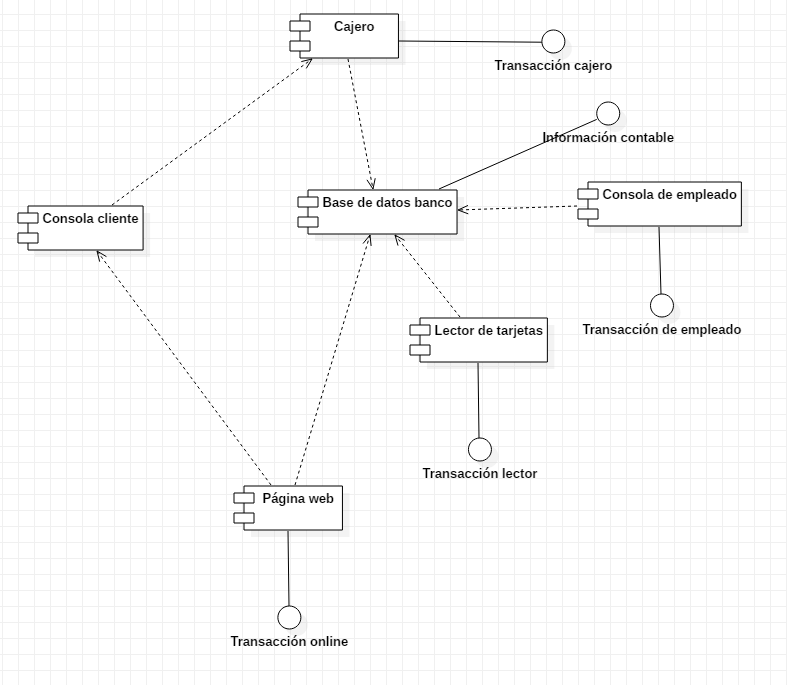 Cajero
Transacción cajero
Información contable
Consola de empleado
Base de datos banco
Consola cliente
Transacción de empleado
Lector de tarjetas
Transacción lector
Página web
Transacción online